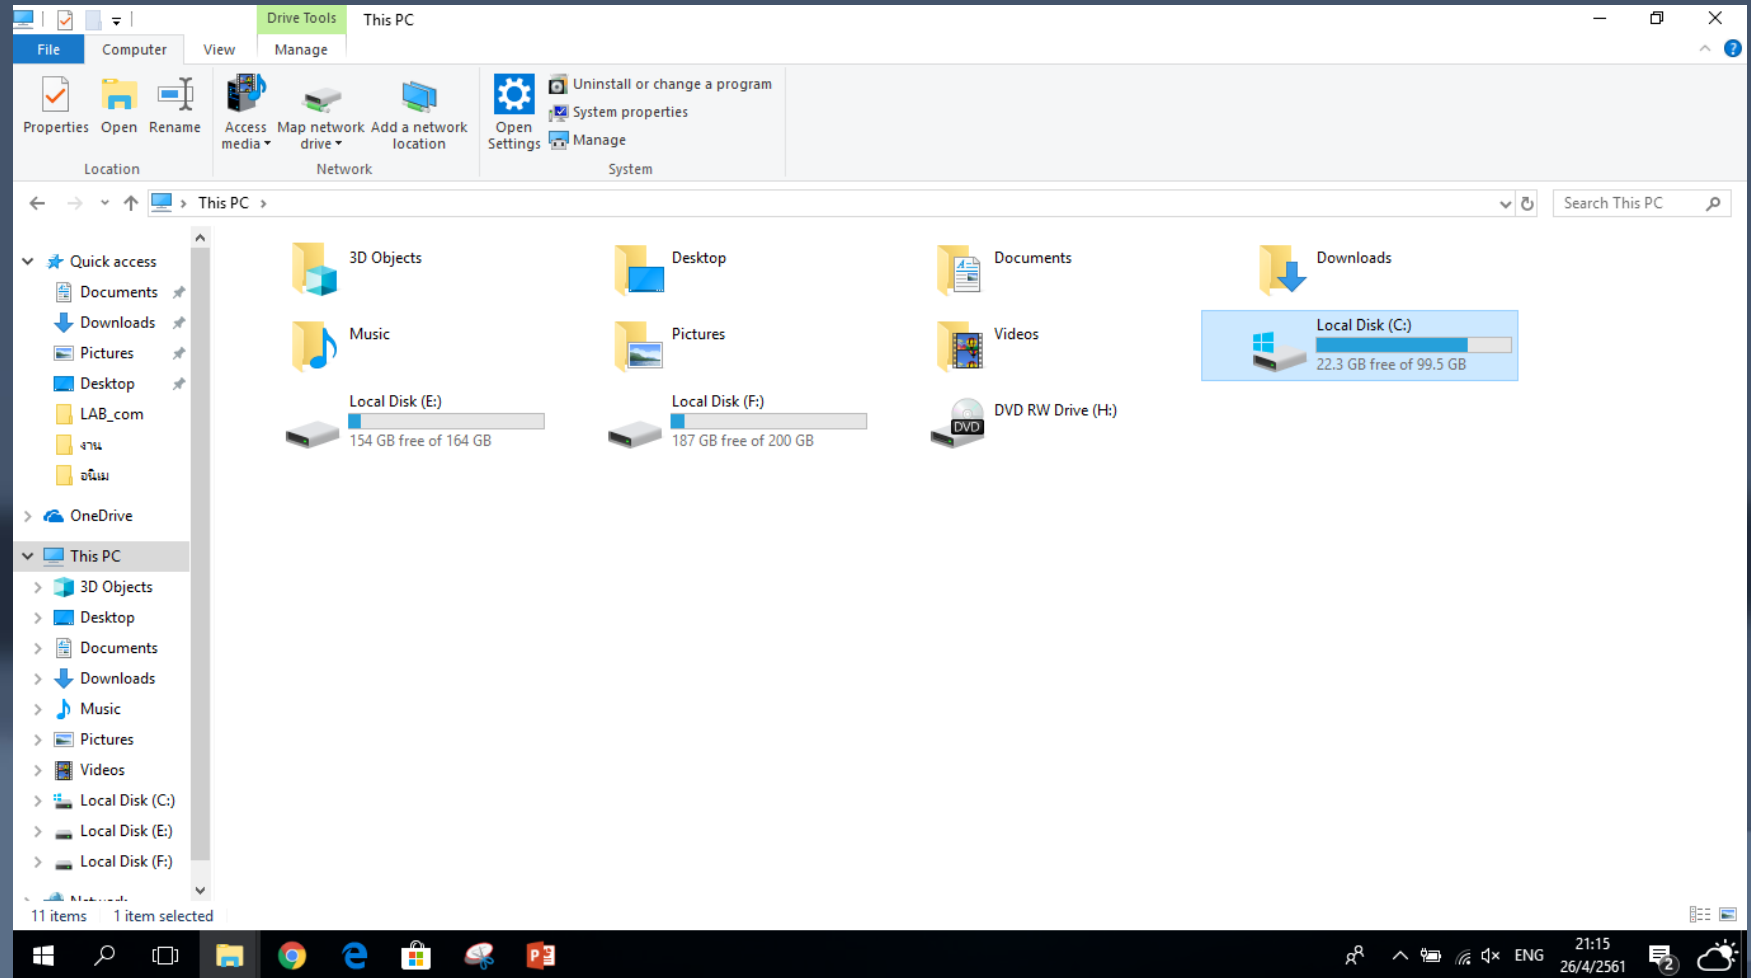 Drive Tools This PC
File Computer View Manage
Properties Open Rename
Access media
Map network drive
Add a network location
Open Settings
Uninstall or change a program
System properties
Manage
Location Network System
This PC
Search This PC
Quick access
Documents
Downloads
Pictures
Desktop
LAB_com
งาน
อนิเม
OneDrive
This PC
3D Objects
Desktop
Documents
Downloads
Music
Pictures
Videos
Local Disk (C:)
Local Disk (E:)
Local Disk (F:)
Network
3D Objects
Desktop
Documents
Downloads
Music
Pictures
Videos
Local Disk (C:)
22.3 GB free of 99.5 GB
Local Disk (E:)
154 GB free of 164 GB
Local Disk (F:)
187 GB free of 200 GB
DVD RW Drive (H:)
DVD
11 items 1 item selected
ENG
21:15
26/4/2561
2